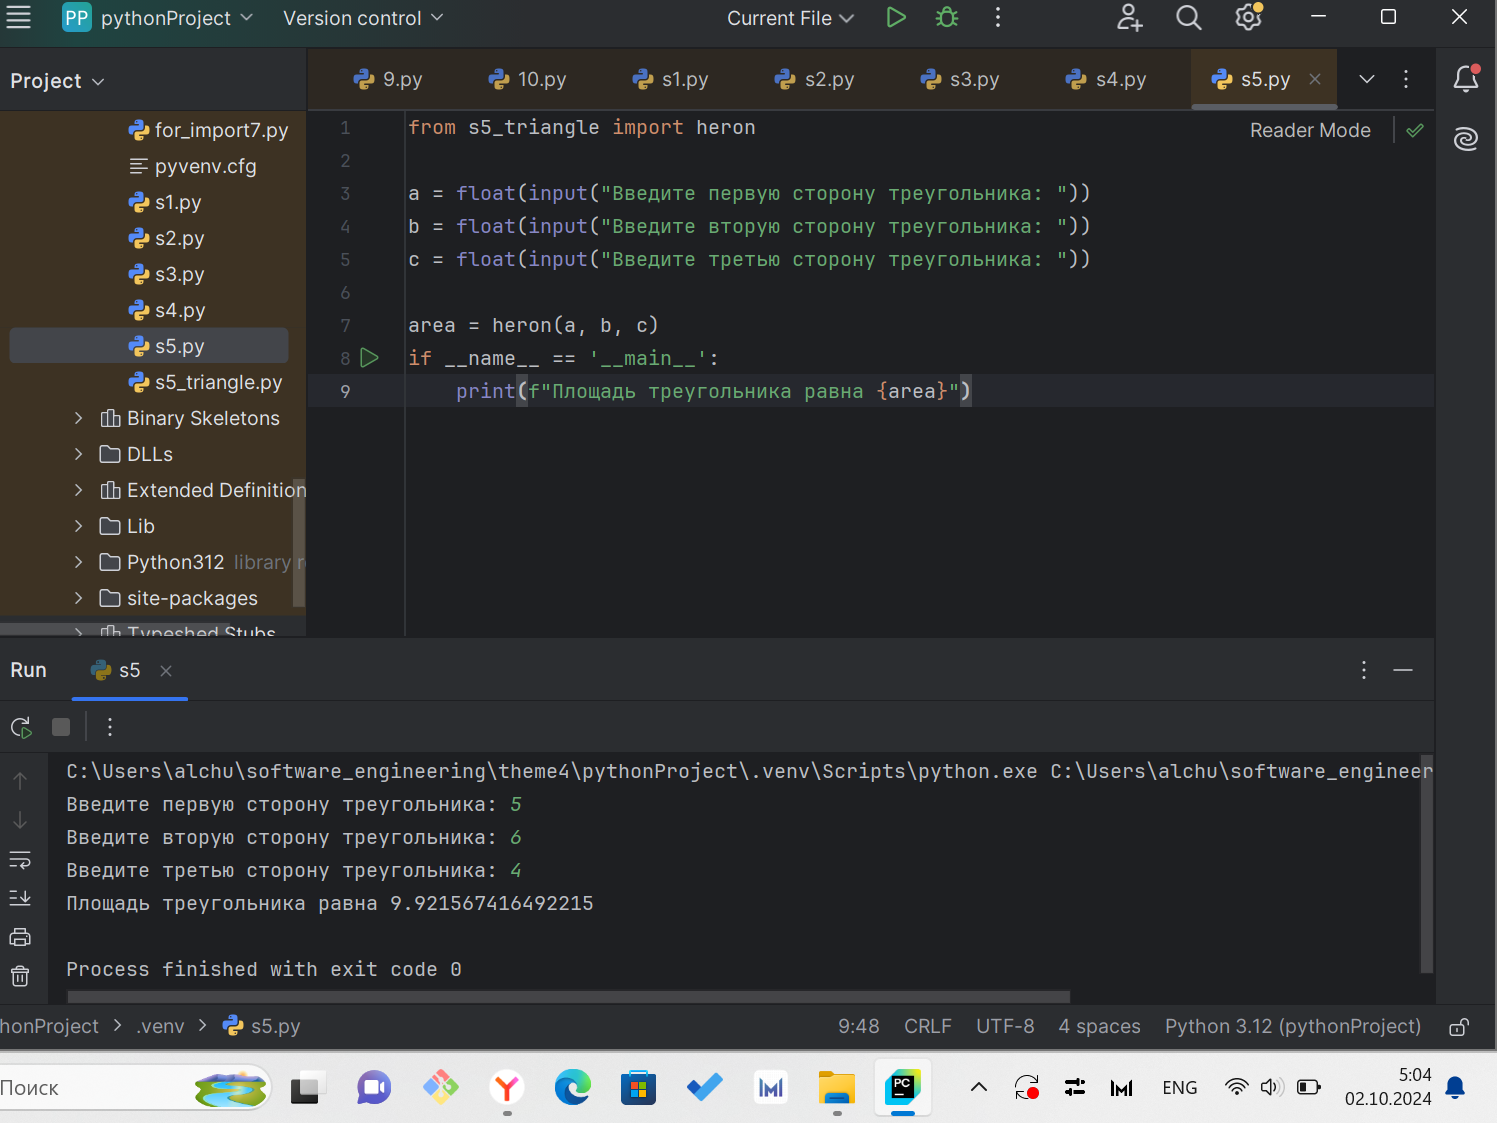 PP pythonProject Version control Current File
Project
9.py 10.py s1.py s2.py s3.py s4.py s5.py
for_import7.py
pyvenv.cfg
s1.py
s2.py
s3.py
s4.py
s5.py
s5_triangle.py
Binary Skeletons
DLLs
Extended Definition
Lib
Python312 library r
site-packages
Typeshed Stubs
Reader Mode
1 from s5_triangle import heron
2
3 a = float(input("Введите первую сторону треугольника: "))
4 b = float(input("Введите вторую сторону треугольника: "))
5 c = float(input("Введите третью сторону треугольника: "))
6
7 area = heron(a, b, c)
8 if __name__ == '__main__':
9     print(f"Площадь треугольника равна {area}")
Run s5
C:\Users\alchu\software_engineering\theme4\pythonProject\.venv\Scripts\python.exe C:\Users\alchu\software_engineer
Введите первую сторону треугольника: 5
Введите вторую сторону треугольника: 6
Введите третью сторону треугольника: 4
Площадь треугольника равна 9.921567416492215
Process finished with exit code 0
honProject > .venv > s5.py 9:48 CRLF UTF-8 4 spaces Python 3.12 (pythonProject)
Поиск PC ENG 5:04
02.10.2024